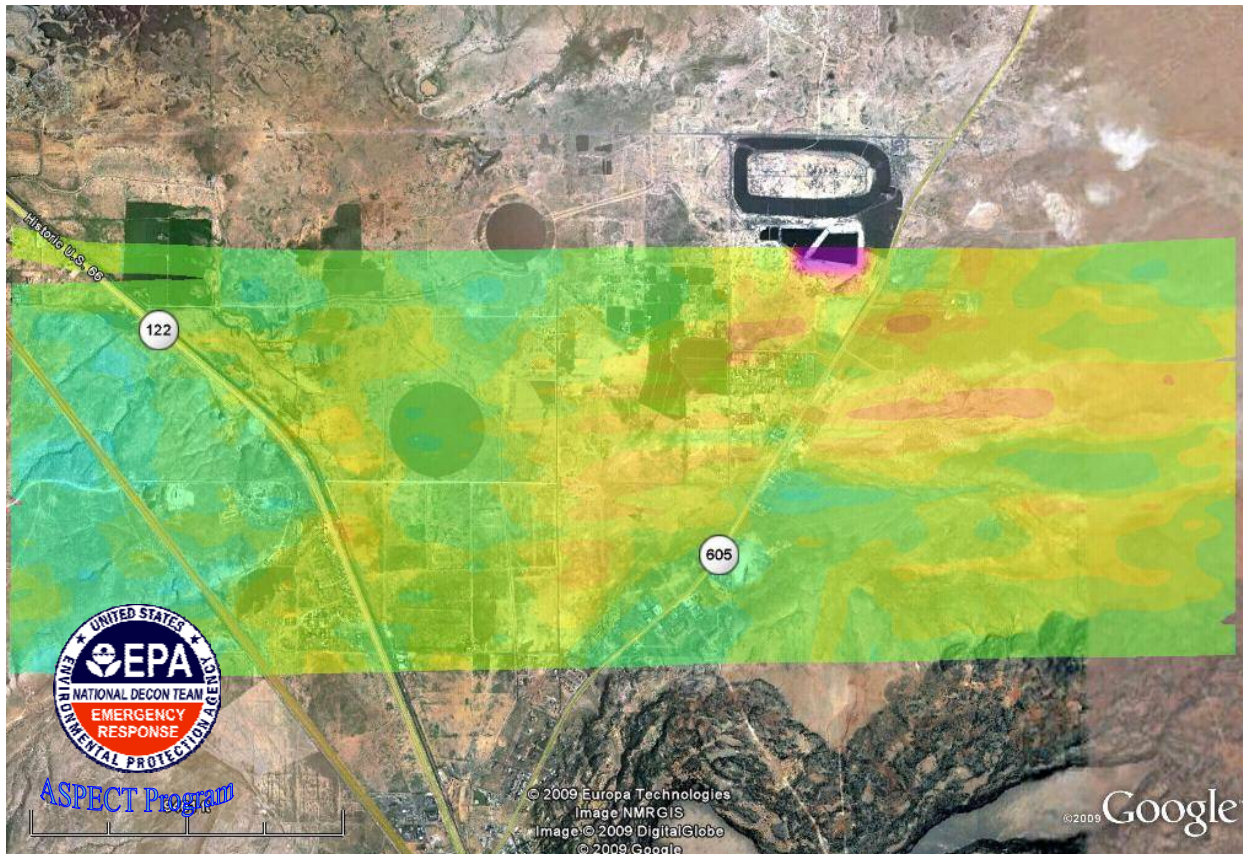 Historic U.S. 66
122
605
UNITED STATES
ENVIRONMENTAL PROTECTION AGENCY
EPA
NATIONAL DECON TEAM
EMERGENCY
RESPONSE
ASPECT Program
© 2009 Europa Technologies
Image NMRGIS
Image © 2009 DigitalGlobe
© 2009 Google
©2009 Google